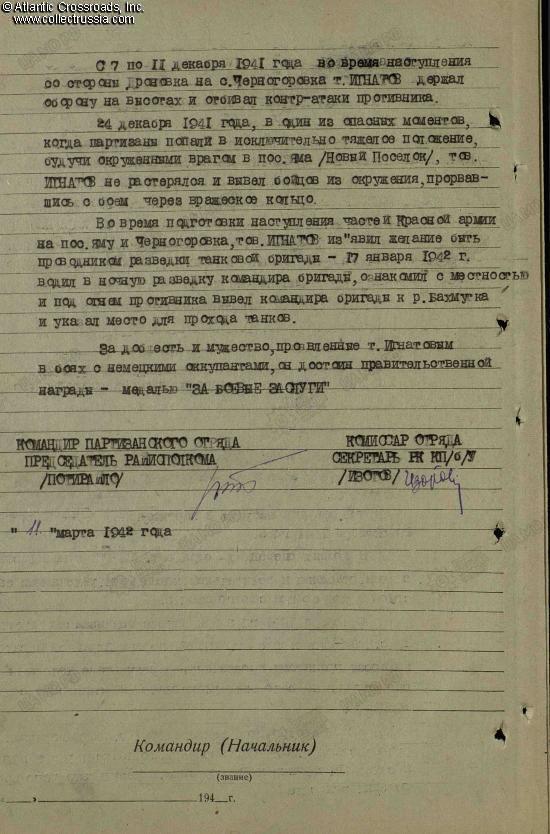 © Atlantic Crossroads, Inc.
www.collectrussia.com
С 7 по 11 декабря 1941 года во время наступления
со стороны Дроновка на с.Черногоровка т. ИГНАТОВ держал
оборону на высотах и отбивал контр-атаки противника.
24 декабря 1941 года, в один из опасных моментов,
когда партизаны попали в исключительно тяжелое положение,
будучи окруженными врагом в пос. Яма /Новый Поселок/, тов.
ИГНАТОВ не растерялся и вывел бойцов из окружения, прорвав-
шись с боем через вражеское кольцо.
Во время подготовки наступления частей Красной армии
на пос. Яму и Черногоровка, тов. ИГНАТОВ из"явил желание быть
проводником разведки танковой бригады - 17 января 1942 г.
водил в ночную разведку командира бригады, ознакомил с местностью
и под огнем противника вывел командира бригады к р. Бахмутка
и указал место для прохода танков.
За доблесть и мужество, проявленные т. Игнатовым
в боях с немецкими оккупантами, он достоин правительственной
награды - медалью "ЗА БОЕВЫЕ ЗАСЛУГИ"
КОМАНДИР ПАРТИЗАНСКОГО ОТРЯДА
ПРЕДСЕДАТЕЛЬ РАЙИСПОЛКОМА
/ПОТИРАЙЛО/
КОМИССАР ОТРЯДА
СЕКРЕТАРЬ РК КП/б/У
/ИЗОТОВ/ Изотов
" 11 "марта 1942 года
Командир (Начальник)
(звание)
194 г.